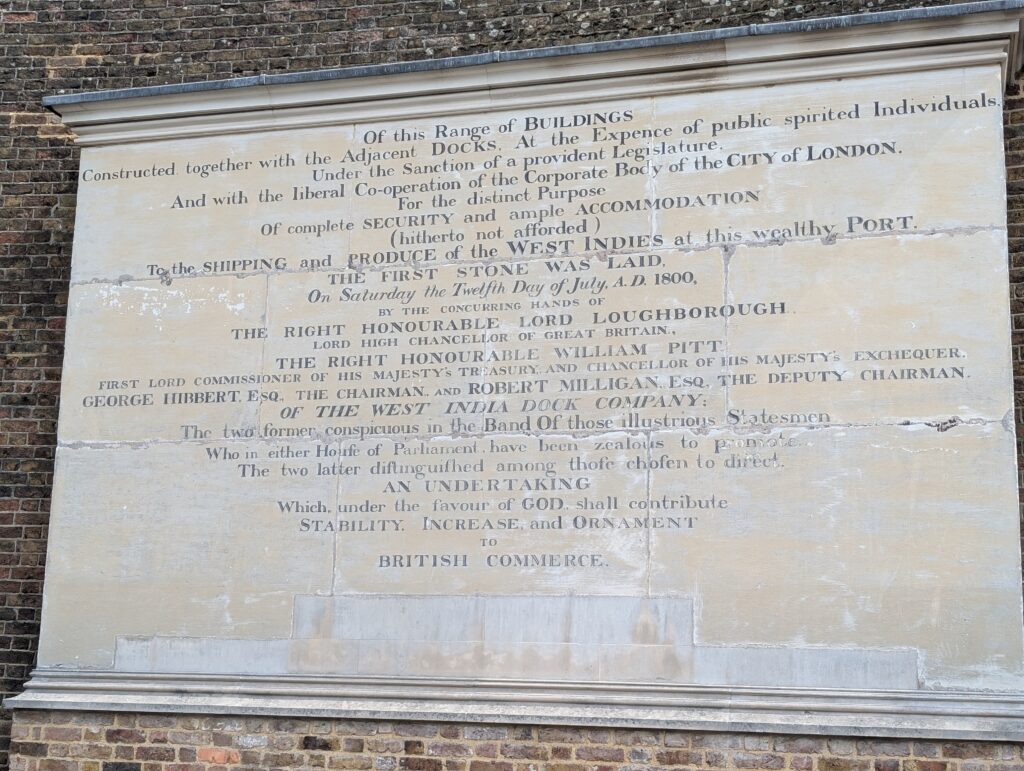 Of this Range of BUILDINGS
Constructed together with the Adjacent DOCKS, At the Expence of public spirited Individuals,
Under the Sanction of a provident Legislature,
And with the liberal Co-operation of the Corporate Body of the CITY of LONDON.
For the distinct Purpose
Of complete SECURITY and ample ACCOMMODATION
(hitherto not afforded)
To the SHIPPING and PRODUCE of the WEST INDIES at this wealthy PORT.
THE FIRST STONE WAS LAID,
On Saturday the Twelfth Day of July, A.D. 1800,
BY THE CONCURRING HANDS OF
THE RIGHT HONOURABLE LORD LOUGHBOROUGH,
LORD HIGH CHANCELLOR OF GREAT BRITAIN,
THE RIGHT HONOURABLE WILLIAM PITT,
FIRST LORD COMMISSIONER OF HIS MAJESTY's TREASURY, AND CHANCELLOR OF HIS MAJESTY's EXCHEQUER,
GEORGE HIBBERT, ESQ., THE CHAIRMAN, AND ROBERT MILLIGAN, ESQ., THE DEPUTY CHAIRMAN.
OF THE WEST INDIA DOCK COMPANY;
The two former conspicuous in the Band Of those illustrious Statesmen
Who in either House of Parliament, have been zealous to promote,
The two latter diſtinguiſhed among thoſe choſen to direct,
AN UNDERTAKING
Which, under the favour of GOD, shall contribute
STABILITY, INCREASE, and ORNAMENT
TO
BRITISH COMMERCE.